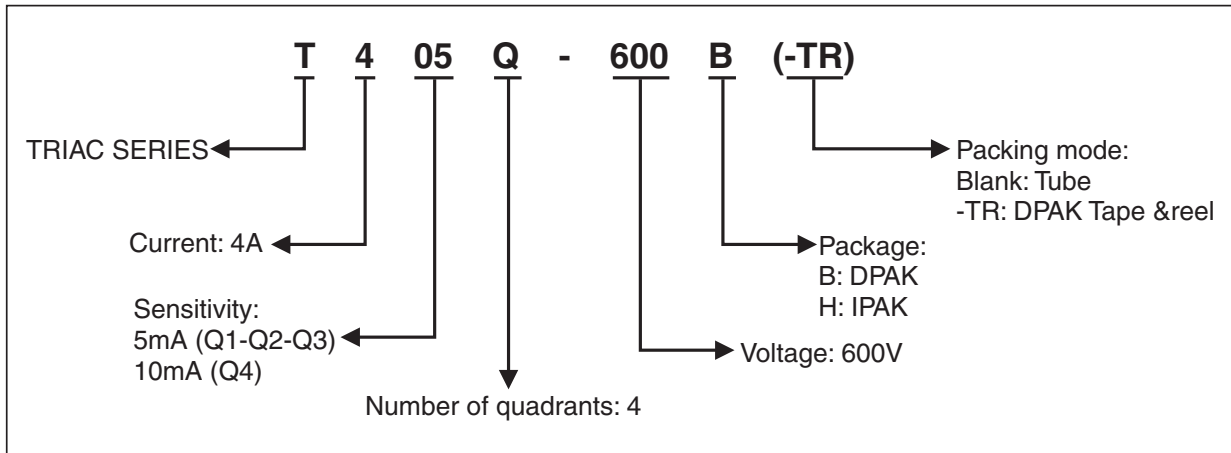 T 4 05 Q - 600 B (-TR)
TRIAC SERIES
Packing mode:
Blank: Tube
-TR: DPAK Tape &reel
Current: 4A
Package:
B: DPAK
H: IPAK
Sensitivity:
5mA (Q1-Q2-Q3)
10mA (Q4)
Voltage: 600V
Number of quadrants: 4